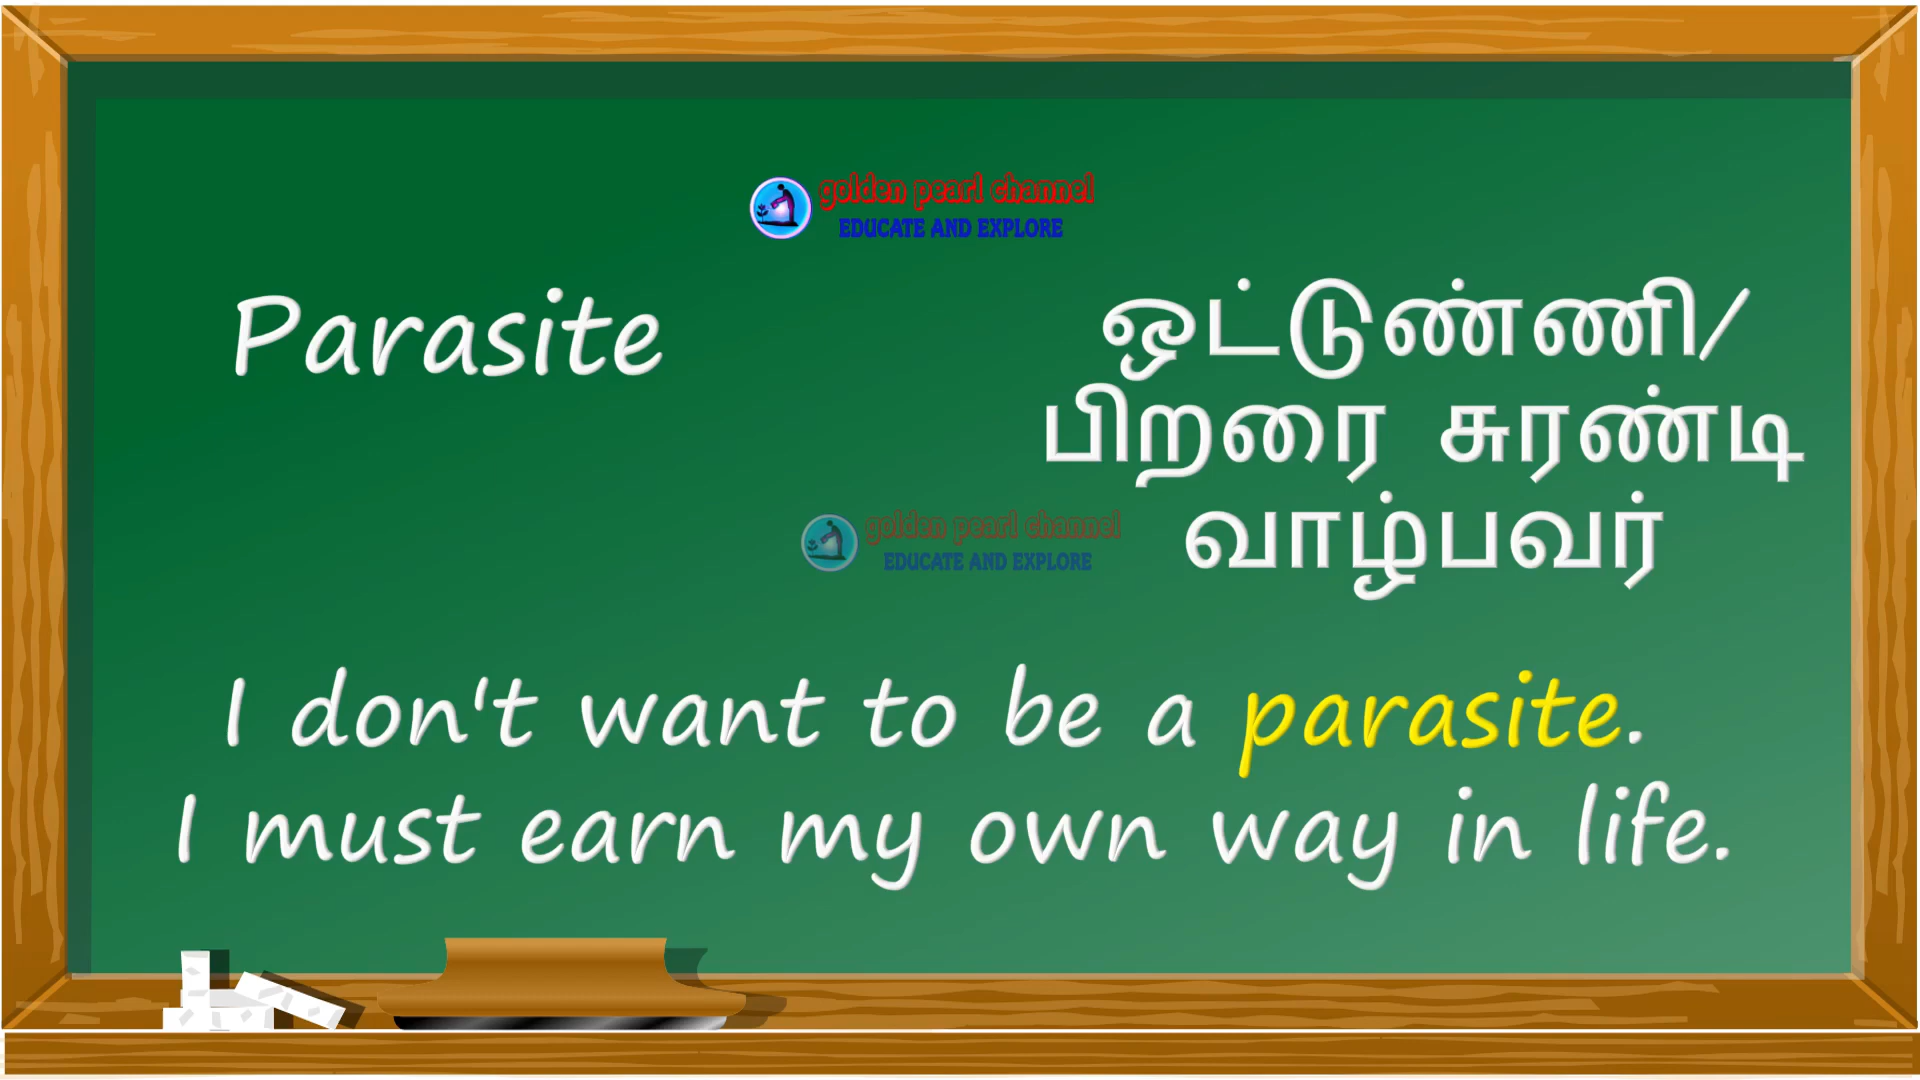 golden pearl channel
EDUCATE AND EXPLORE
Parasite
ஒட்டுண்ணி/
பிறரை சுரண்டி
வாழ்பவர்
golden pearl channel
EDUCATE AND EXPLORE
I don't want to be a parasite.
I must earn my own way in life.